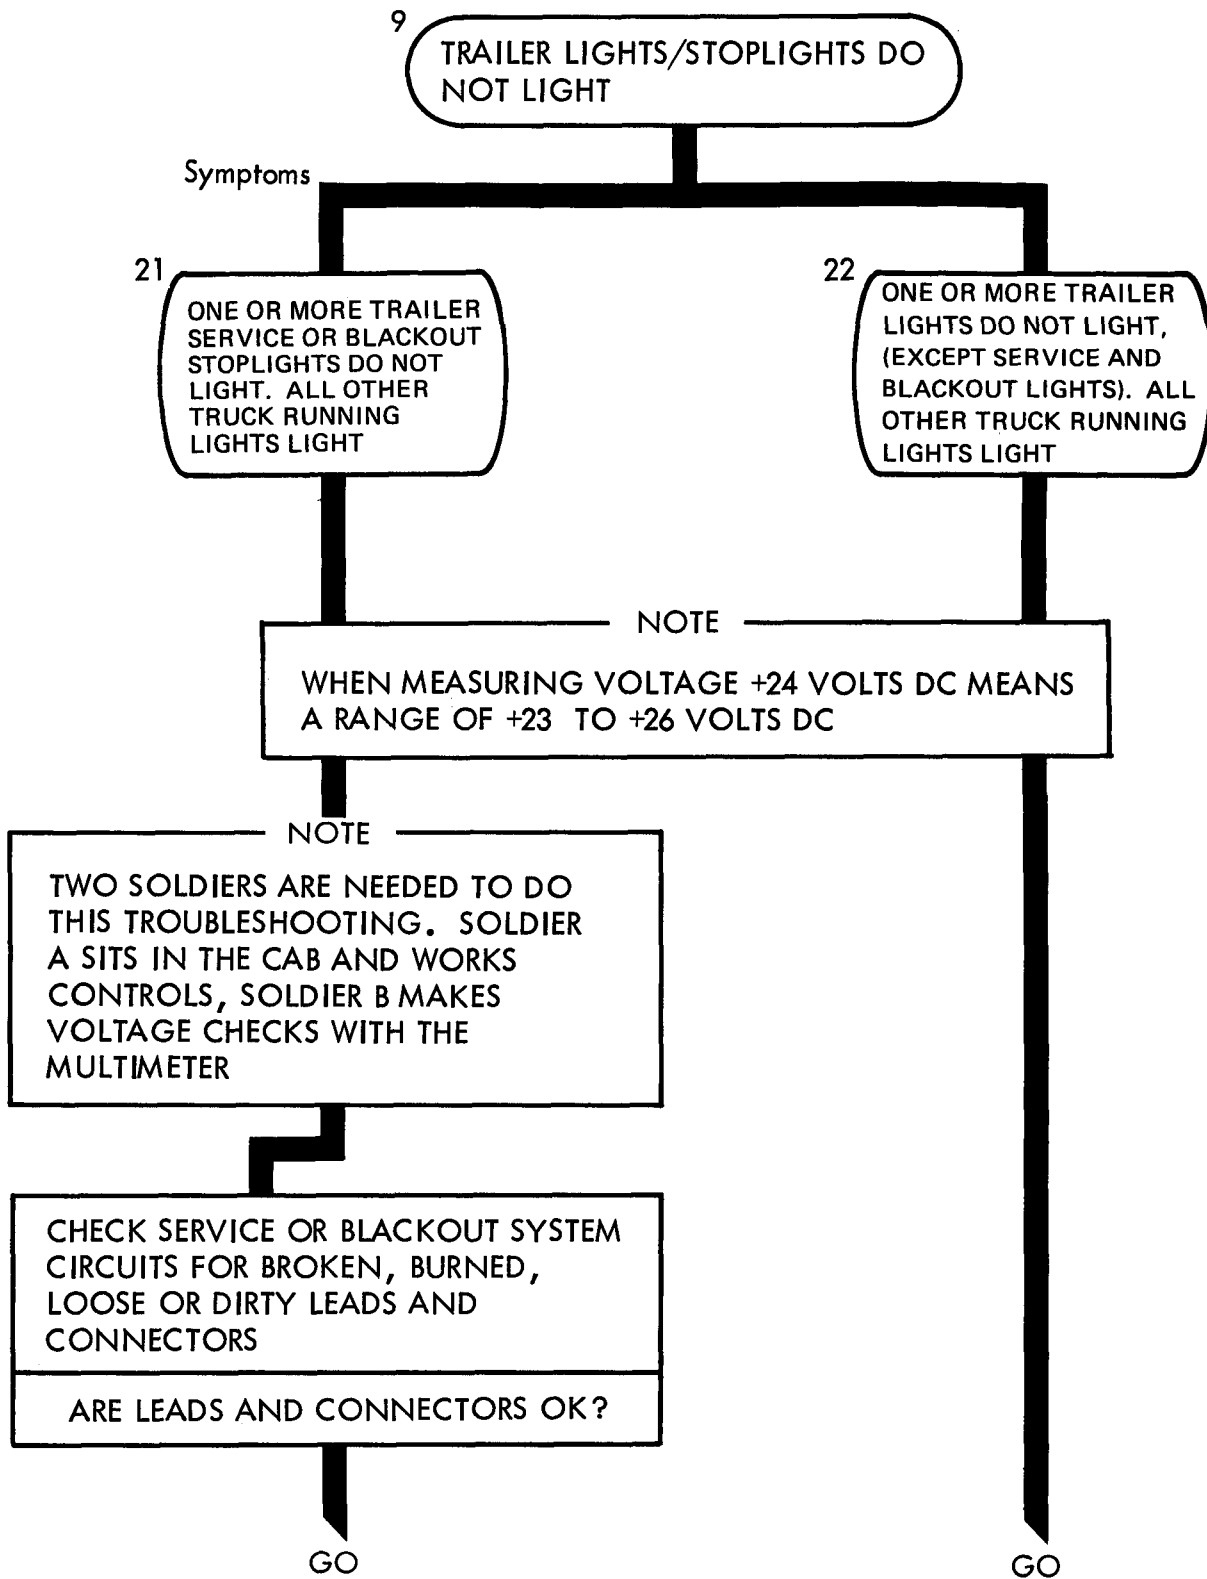 9
TRAILER LIGHTS/STOPLIGHTS DO
NOT LIGHT
Symptoms
21
ONE OR MORE TRAILER
SERVICE OR BLACKOUT
STOPLIGHTS DO NOT
LIGHT. ALL OTHER
TRUCK RUNNING
LIGHTS LIGHT
22
ONE OR MORE TRAILER
LIGHTS DO NOT LIGHT,
(EXCEPT SERVICE AND
BLACKOUT LIGHTS). ALL
OTHER TRUCK RUNNING
LIGHTS LIGHT
NOTE
WHEN MEASURING VOLTAGE +24 VOLTS DC MEANS
A RANGE OF +23 TO +26 VOLTS DC
NOTE
TWO SOLDIERS ARE NEEDED TO DO
THIS TROUBLESHOOTING. SOLDIER
A SITS IN THE CAB AND WORKS
CONTROLS, SOLDIER B MAKES
VOLTAGE CHECKS WITH THE
MULTIMETER
CHECK SERVICE OR BLACKOUT SYSTEM
CIRCUITS FOR BROKEN, BURNED,
LOOSE OR DIRTY LEADS AND
CONNECTORS
ARE LEADS AND CONNECTORS OK?
GO
GO